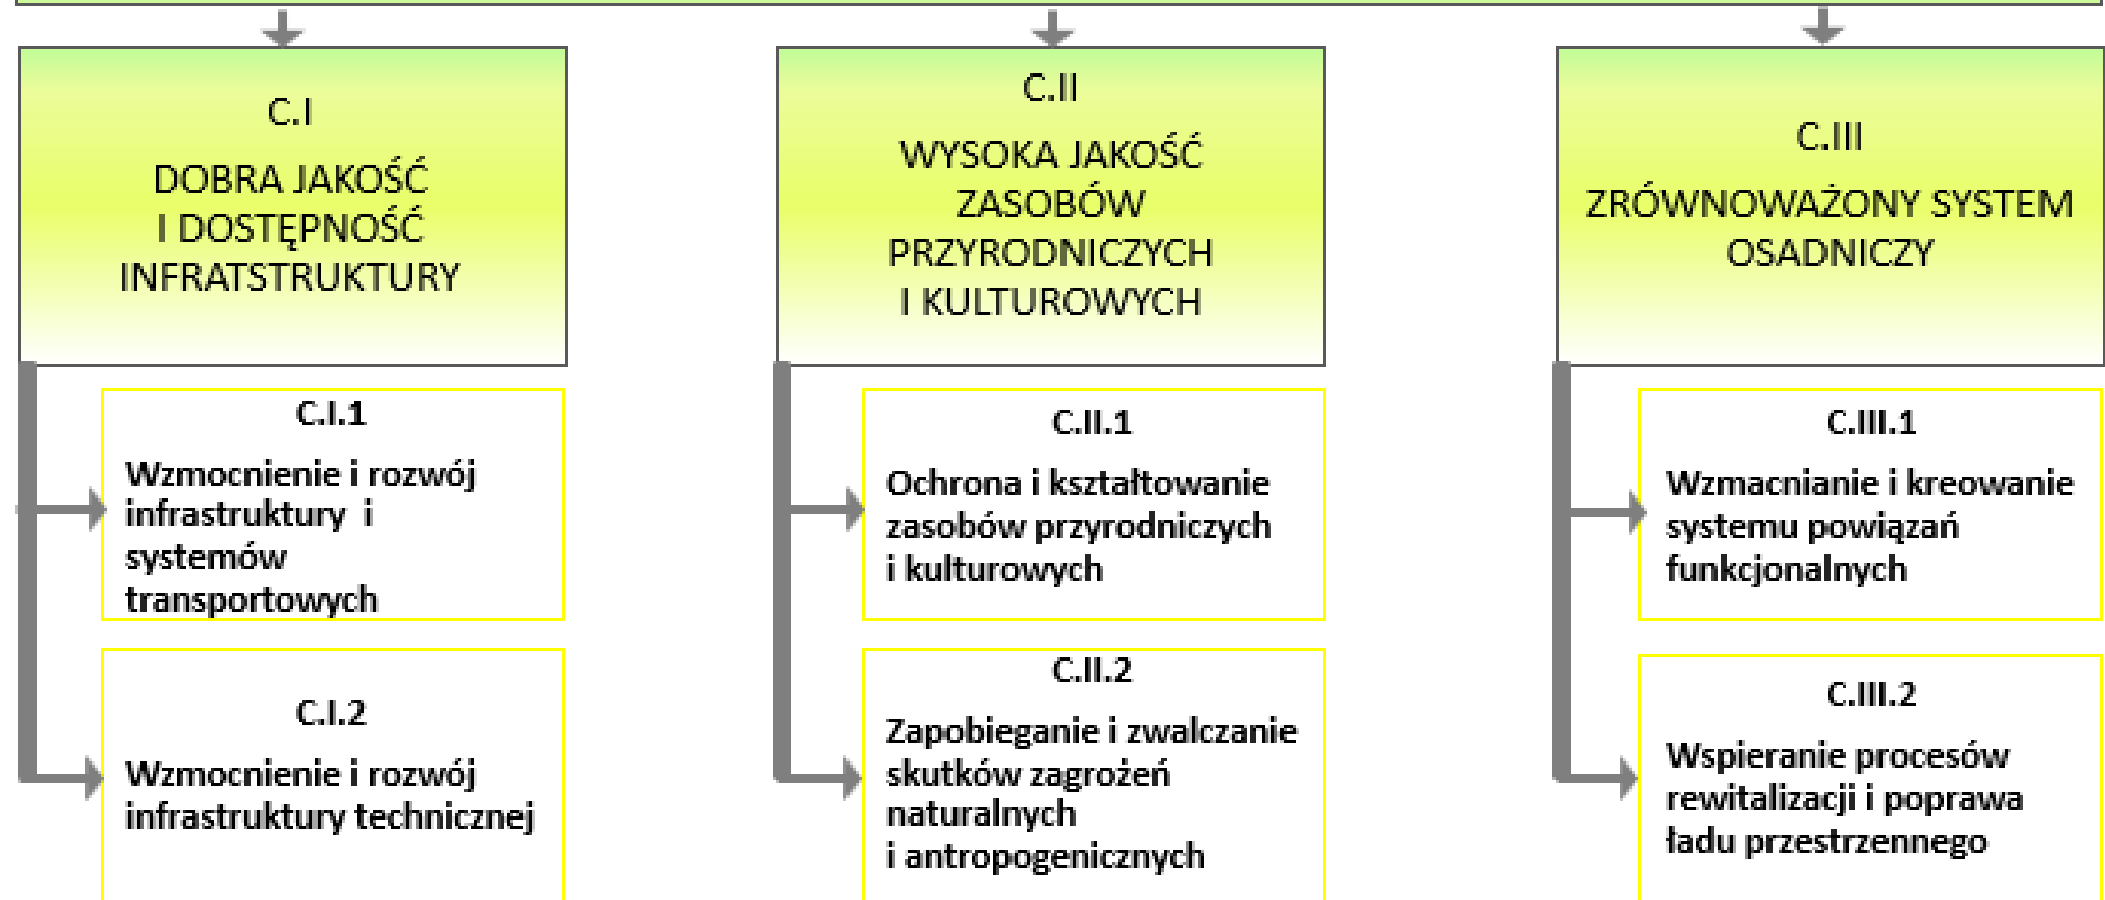 C.I
DOBRA JAKOŚĆ
I DOSTĘPNOŚĆ
INFRATSTRUKTURY
C.I.1
Wzmocnienie i rozwój
infrastruktury i
systemów
transportowych
C.I.2
Wzmocnienie i rozwój
infrastruktury technicznej
C.II
WYSOKA JAKOŚĆ
ZASOBÓW
PRZYRODNICZYCH
I KULTUROWYCH
C.II.1
Ochrona i kształtowanie
zasobów przyrodniczych
i kulturowych
C.II.2
Zapobieganie i zwalczanie
skutków zagrożeń
naturalnych
i antropogenicznych
C.III
ZRÓWNOWAŻONY SYSTEM
OSADNICZY
C.III.1
Wzmacnianie i kreowanie
systemu powiązań
funkcjonalnych
C.III.2
Wspieranie procesów
rewitalizacji i poprawa
ładu przestrzennego